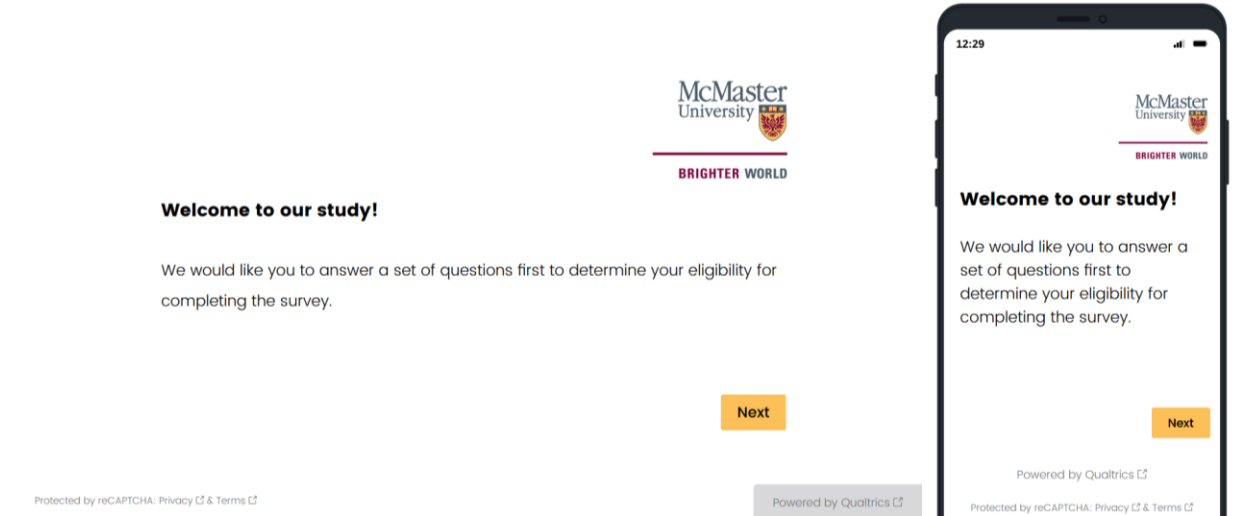 McMaster
University
BRIGHTER WORLD
Welcome to our study!
We would like you to answer a set of questions first to determine your eligibility for
completing the survey.
Next
Protected by reCAPTCHA: Privacy & Terms
Powered by Qualtrics
12:29
McMaster
University
BRIGHTER WORLD
Welcome to our study!
We would like you to answer a
set of questions first to
determine your eligibility for
completing the survey.
Next
Powered by Qualtrics
Protected by reCAPTCHA: Privacy & Terms